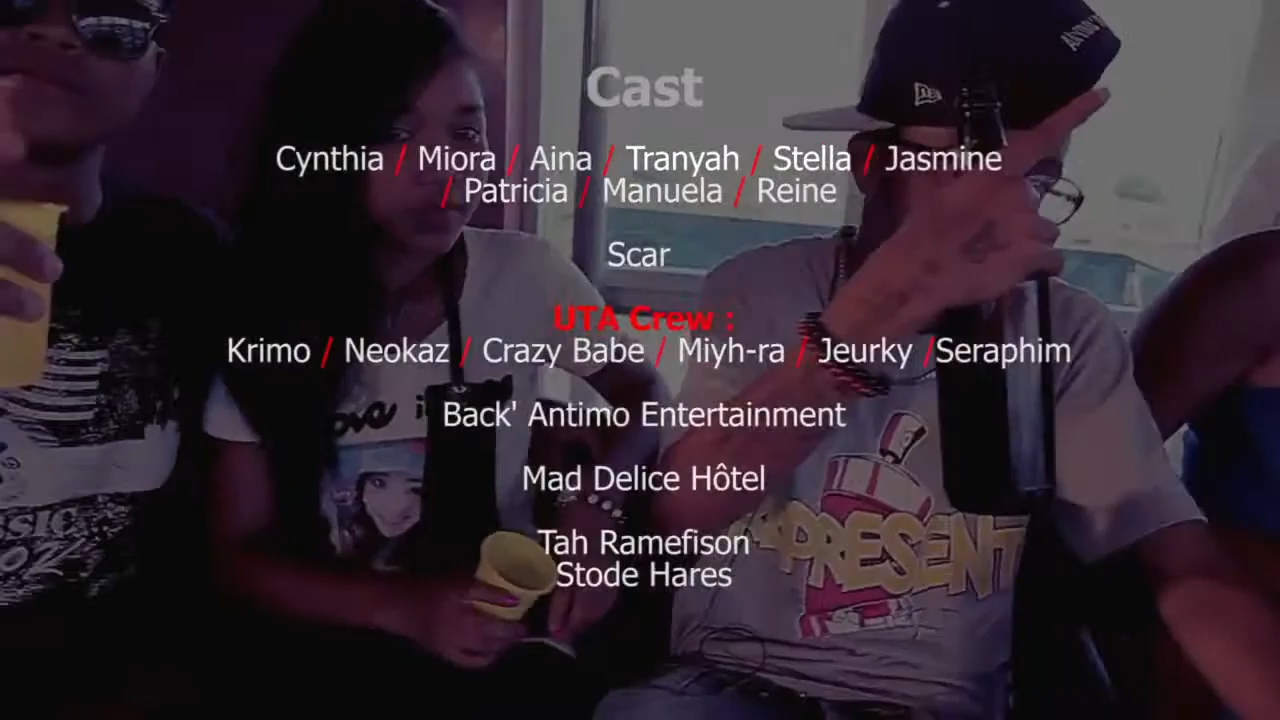 Cast
Cynthia / Miora / Aina / Tranyah / Stella / Jasmine
/ Patricia / Manuela / Reine
Scar
UTA Crew :
Krimo / Neokaz / Crazy Babe / Miyh-ra / Jeurky /Seraphim
Back' Antimo Entertainment
Mad Delice Hôtel
Tah Ramefison
Stode Hares
PRESENT